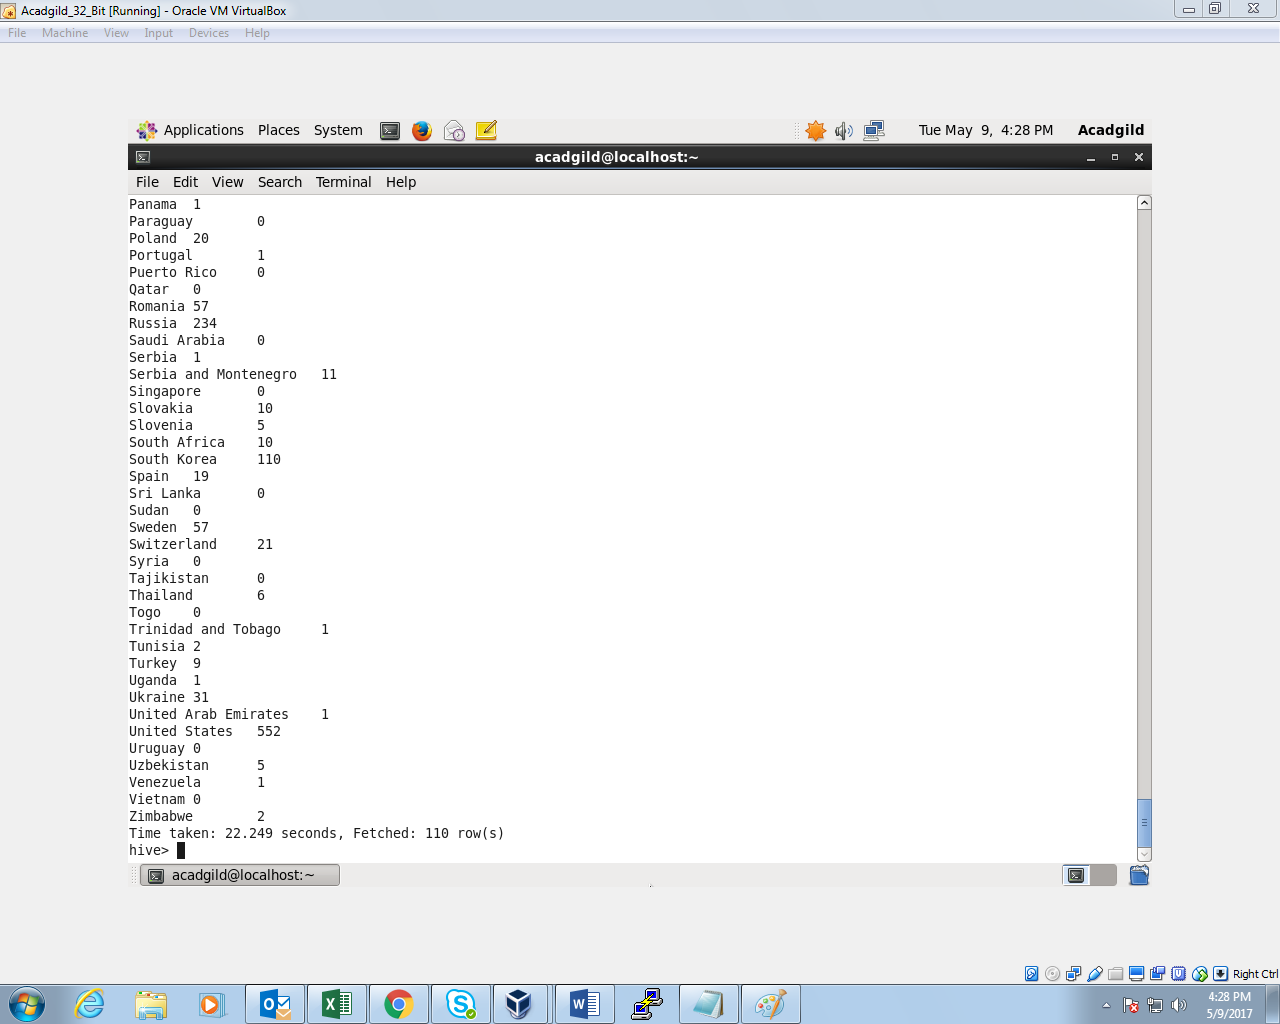 Acadgild_32_Bit [Running] - Oracle VM VirtualBox
File Machine View Input Devices Help
Applications Places System Tue May 9, 4:28 PM Acadgild
acadgild@localhost:~
File Edit View Search Terminal Help
Panama 1
Paraguay 0
Poland 20
Portugal 1
Puerto Rico 0
Qatar 0
Romania 57
Russia 234
Saudi Arabia 0
Serbia 1
Serbia and Montenegro 11
Singapore 0
Slovakia 10
Slovenia 5
South Africa 10
South Korea 110
Spain 19
Sri Lanka 0
Sudan 0
Sweden 57
Switzerland 21
Syria 0
Tajikistan 0
Thailand 6
Togo 0
Trinidad and Tobago 1
Tunisia 2
Turkey 9
Uganda 1
Ukraine 31
United Arab Emirates 1
United States 552
Uruguay 0
Uzbekistan 5
Venezuela 1
Vietnam 0
Zimbabwe 2
Time taken: 22.249 seconds, Fetched: 110 row(s)
hive>
acadgild@localhost:~
Right Ctrl
4:28 PM
5/9/2017